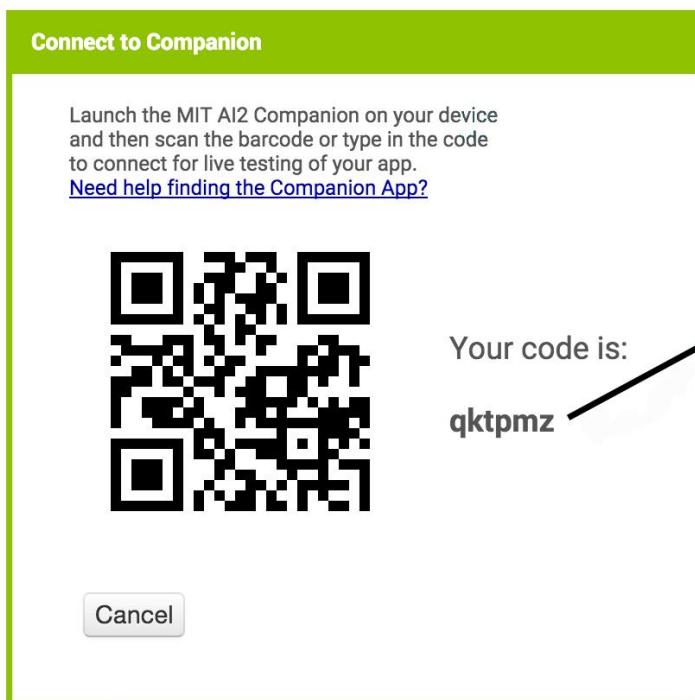 Connect to Companion
Launch the MIT AI2 Companion on your device
and then scan the barcode or type in the code
to connect for live testing of your app.
Need help finding the Companion App?
Your code is:
qktpmz
Cancel